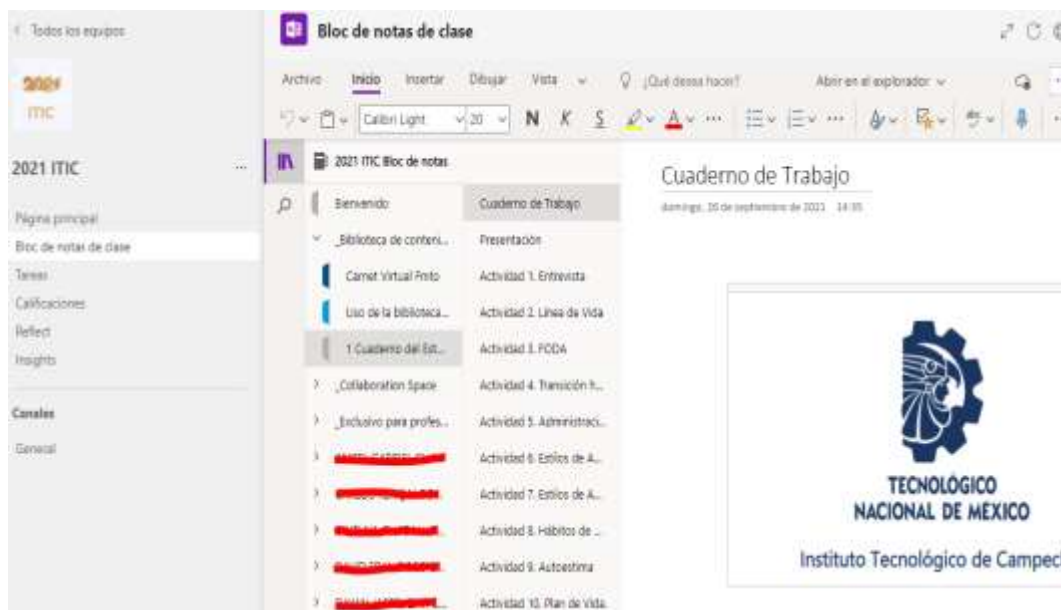 Todos los equipos
2021
ITIC
2021 ITIC
Página principal
Bloc de notas de clase
Tareas
Calificaciones
Reflect
Insights
Canales
General
Bloc de notas de clase
Archivo Inicio Insertar Dibujar Vista ¿Qué desea hacer? Abrir en el explorador
Calibri Light 20 N K S A
2021 ITIC Bloc de notas
Bienvenido
_Biblioteca de conteni...
Carnet Virtual
Uso de la biblioteca...
1 Cuaderno del Est...
_Collaboration Space
_Exclusivo para profes...
Cuaderno de Trabajo
Presentación
Actividad 1. Entrevista
Actividad 2. Línea de Vida
Actividad 3. FODA
Actividad 4. Transición h...
Actividad 5. Administraci...
Actividad 6. Estilos de A...
Actividad 7. Estilos de A...
Actividad 8. Hábitos de ...
Actividad 9. Autoestima
Actividad 10. Plan de Vida
Cuaderno de Trabajo
domingo, 26 de septiembre de 2021
TECNOLÓGICO
NACIONAL DE MÉXICO
Instituto Tecnológico de Campec